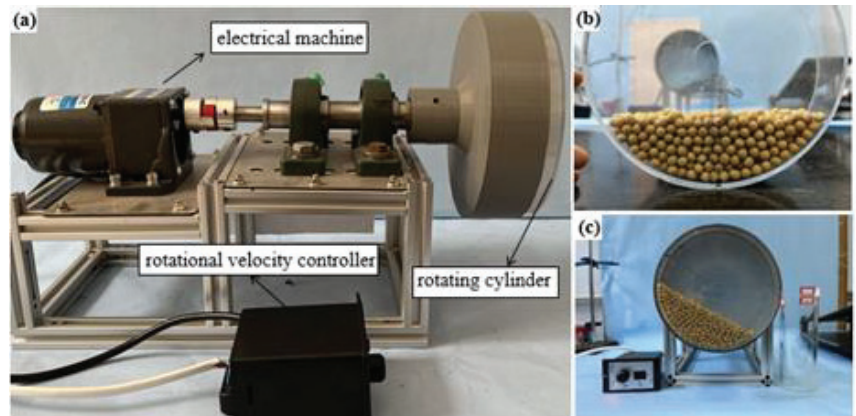 (a)
electrical machine
rotational velocity controller
rotating cylinder
(b)
(c)